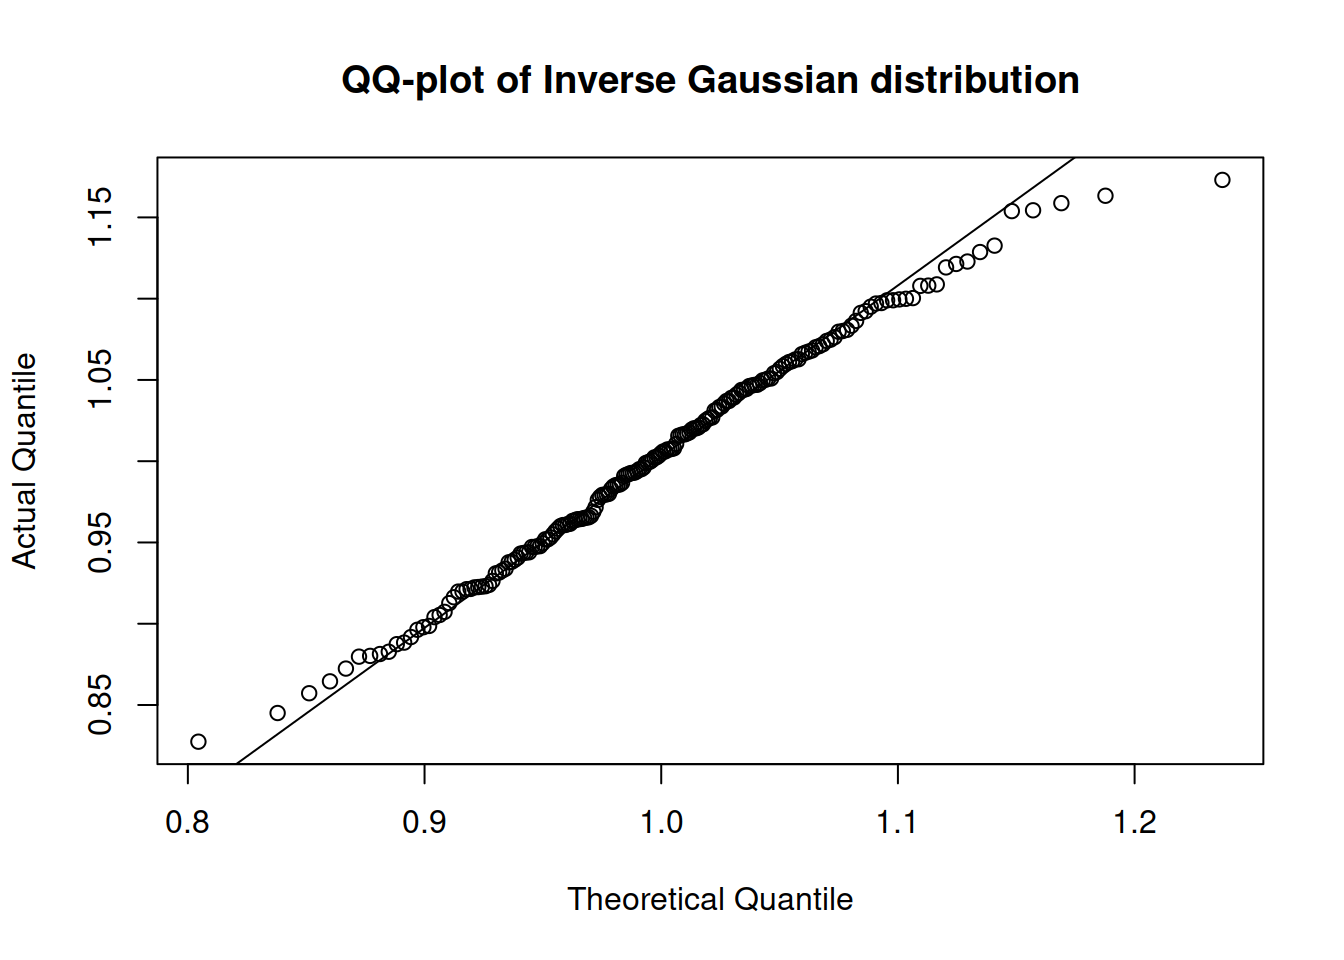 QQ-plot of Inverse Gaussian distribution
Actual Quantile
1.15
1.05
0.95
0.85
0.8 0.9 1.0 1.1 1.2
Theoretical Quantile